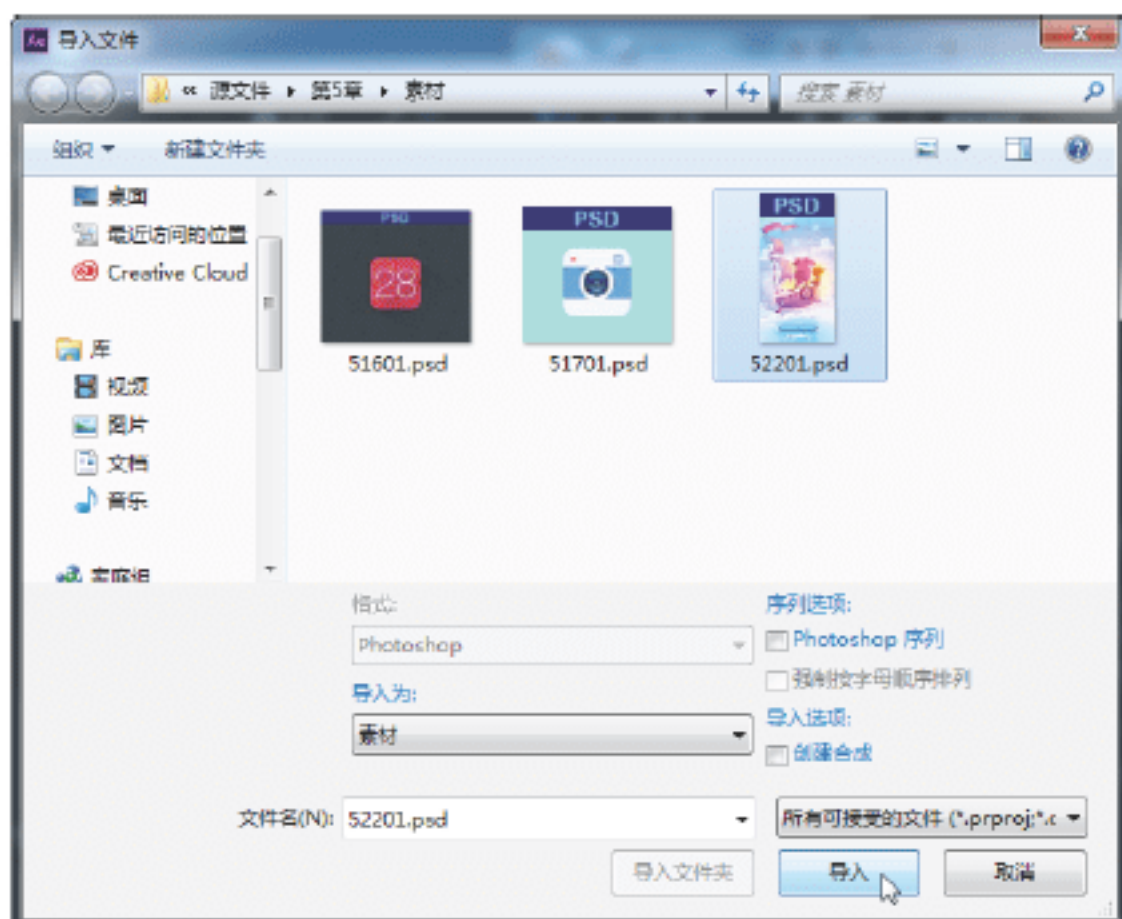 导入文件
« 源文件 ▸ 第5章 ▸ 素材
搜索 素材
组织 新建文件夹
桌面
最近访问的位置
Creative Cloud
库
视频
图片
文档
音乐
家庭组
PSD
28
51601.psd
PSD
51701.psd
PSD
52201.psd
格式:
Photoshop
导入为:
素材
序列选项:
Photoshop 序列
强制按字母顺序排列
导入选项:
创建合成
文件名(N): 52201.psd
所有可接受的文件 (*.prproj;*.c
导入文件夹 导入 取消